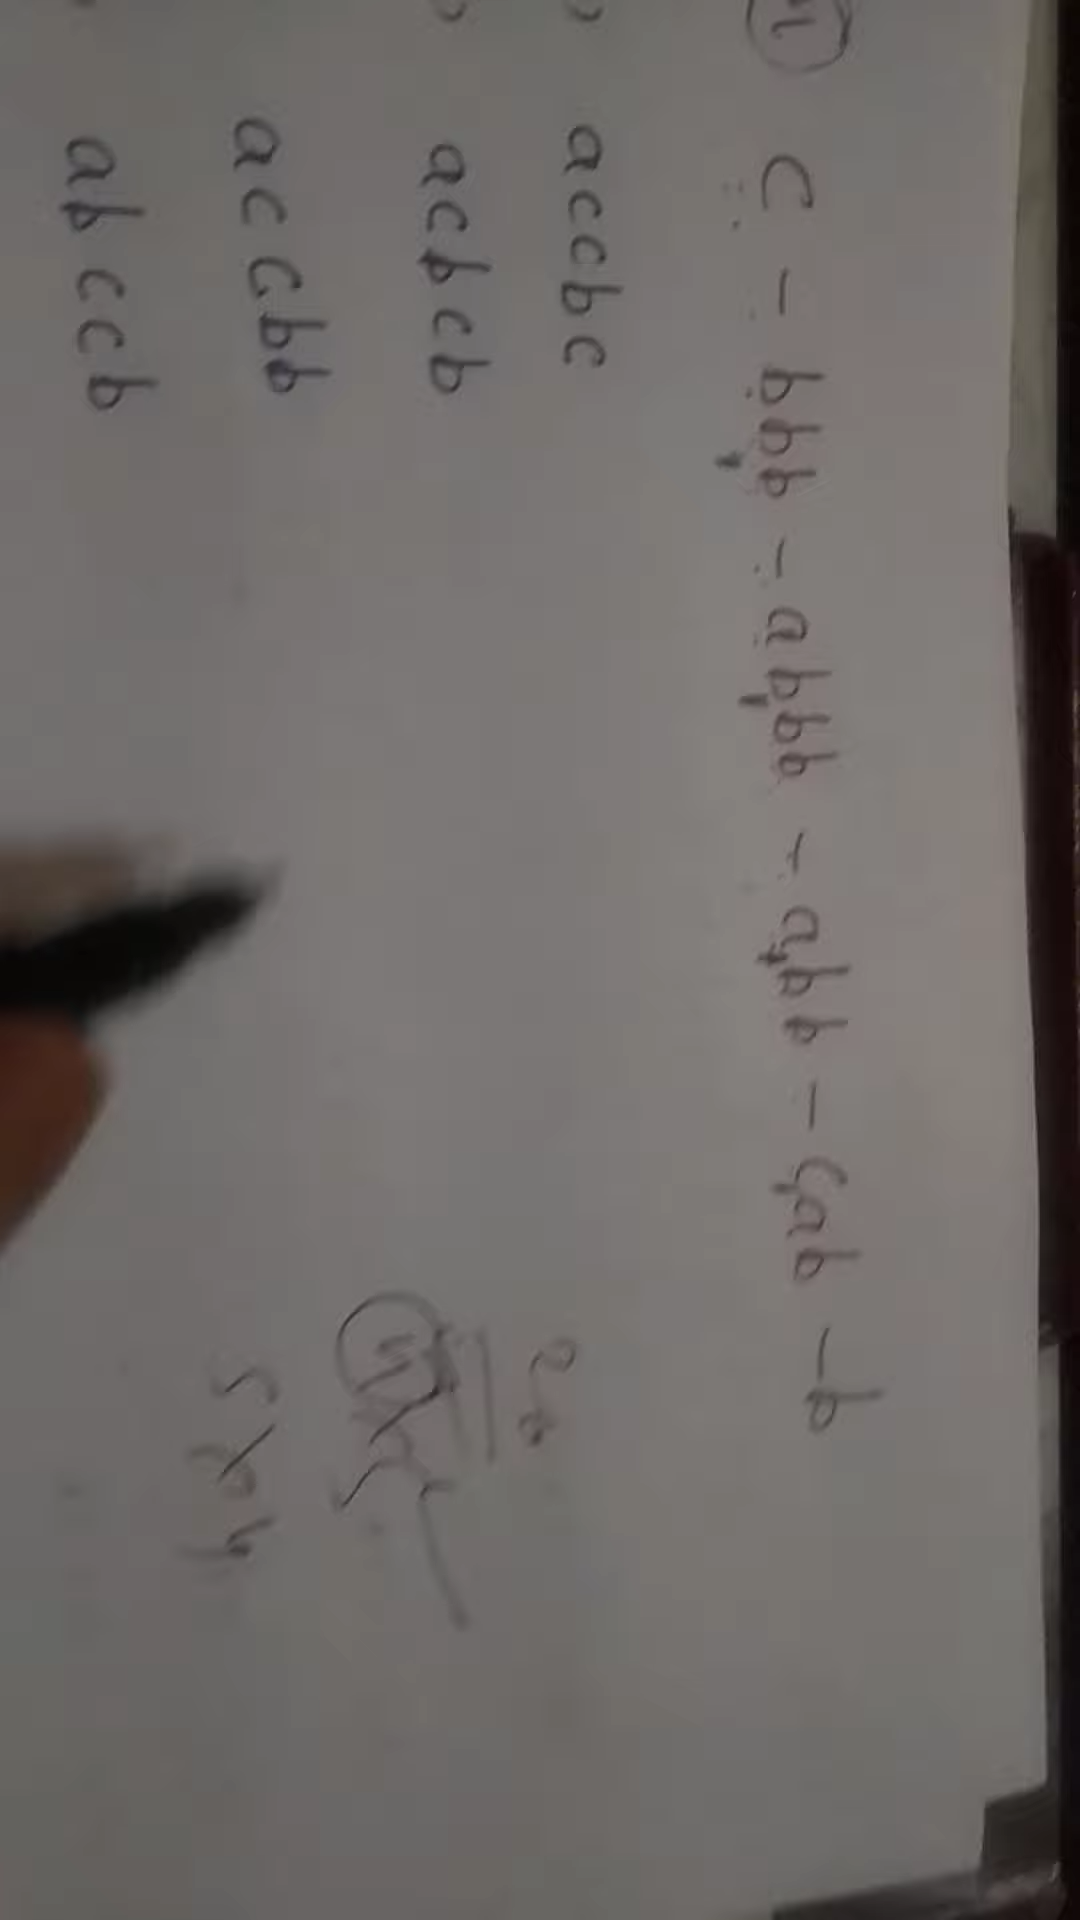 c - bbb - abbb - abb - cab - b
) accbc
) acbcb
accbb
abccb